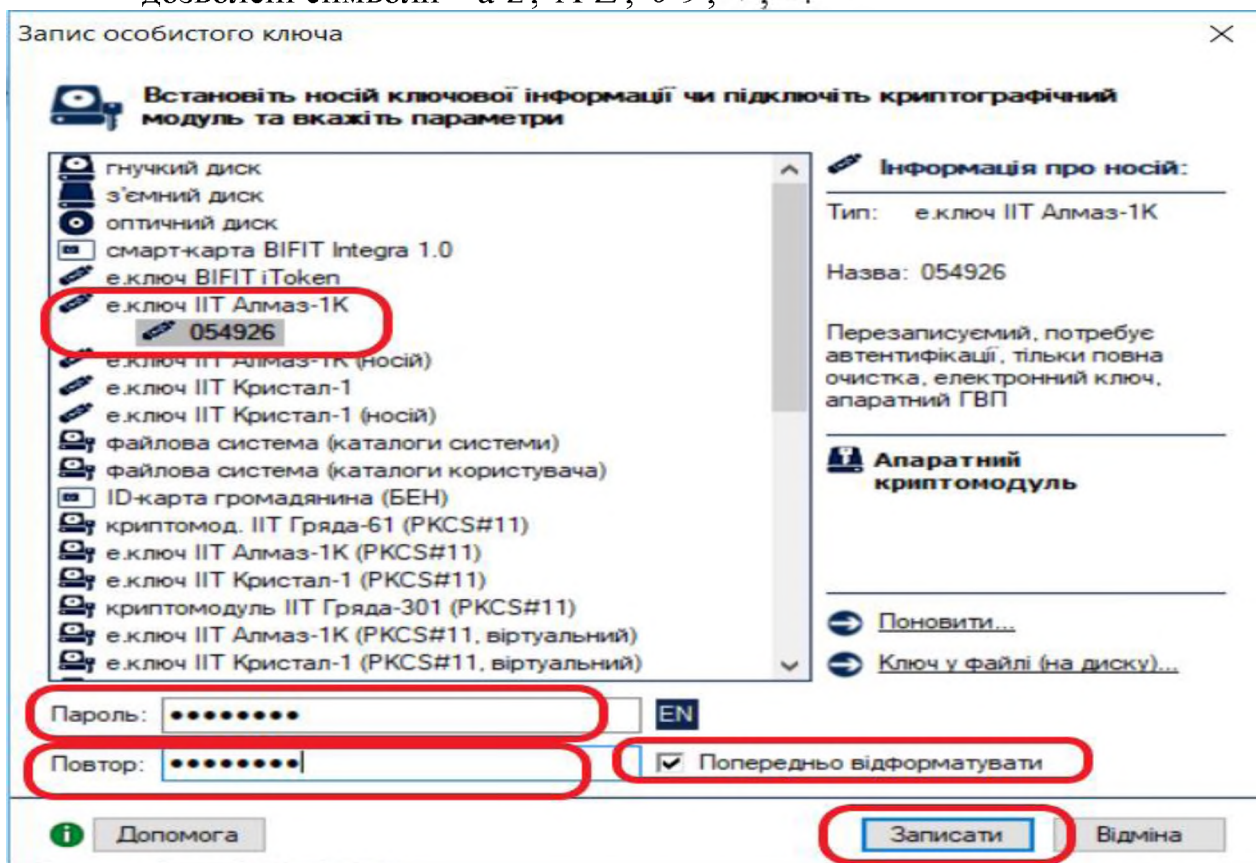 дозволені символи – a-z , A-Z , 0-9 ,
Запис особистого ключа
Встановіть носій ключової інформації чи підключіть криптографічний
модуль та вкажіть параметри
гнучкий диск
з'ємний диск
оптичний диск
смарт-карта BIFIT Integra 1.0
е.ключ BIFIT iToken
е.ключ ІІТ Алмаз-1К
054926
е.ключ ІІТ Алмаз-1К (носій)
е.ключ ІІТ Кристал-1
е.ключ ІІТ Кристал-1 (носій)
файлова система (каталоги системи)
файлова система (каталоги користувача)
ID-карта громадянина (БЕН)
криптомод. ІІТ Гряда-61 (PKCS#11)
е.ключ ІІТ Алмаз-1К (PKCS#11)
е.ключ ІІТ Кристал-1 (PKCS#11)
криптомодуль ІІТ Гряда-301 (PKCS#11)
е.ключ ІІТ Алмаз-1К (PKCS#11, віртуальний)
е.ключ ІІТ Кристал-1 (PKCS#11, віртуальний)
Інформація про носій:
Тип: е.ключ ІІТ Алмаз-1К
Назва: 054926
Перезаписуємий, потребує
автентифікації, тільки повна
очистка, електронний ключ,
апаратний ГВП
Апаратний
криптомодуль
Поновити...
Ключ у файлі (на диску)...
Пароль: ●●●●●●●● EN
Повтор: ●●●●●●●● Попередньо відформатувати
Допомога Записати Відміна